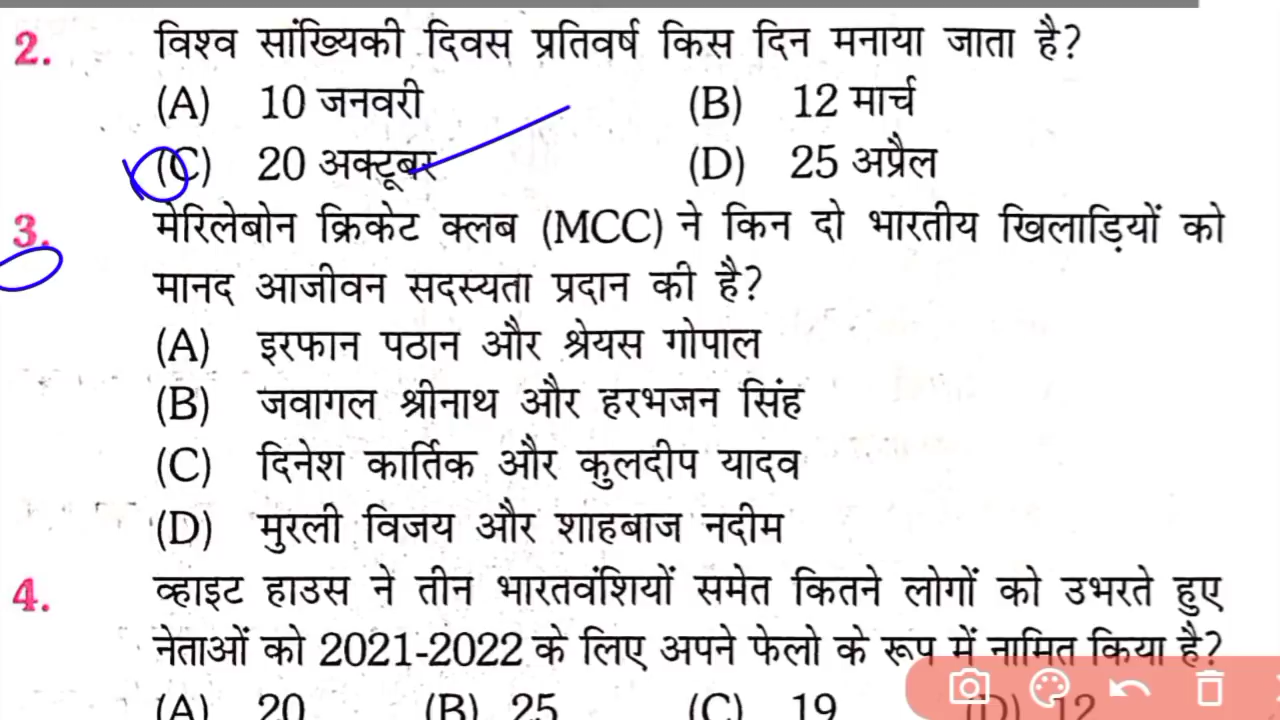 2. विश्व सांख्यिकी दिवस प्रतिवर्ष किस दिन मनाया जाता है?
(A) 10 जनवरी (B) 12 मार्च
(C) 20 अक्टूबर (D) 25 अप्रैल
3. मेरिलेबोन क्रिकेट क्लब (MCC) ने किन दो भारतीय खिलाड़ियों को
मानद आजीवन सदस्यता प्रदान की है?
(A) इरफान पठान और श्रेयस गोपाल
(B) जवागल श्रीनाथ और हरभजन सिंह
(C) दिनेश कार्तिक और कुलदीप यादव
(D) मुरली विजय और शाहबाज नदीम
4. व्हाइट हाउस ने तीन भारतवंशियों समेत कितने लोगों को उभरते हुए
नेताओं को 2021-2022 के लिए अपने फेलो के रूप में नामित किया है?
(A) 20 (B) 25 (C) 19 (D) 12